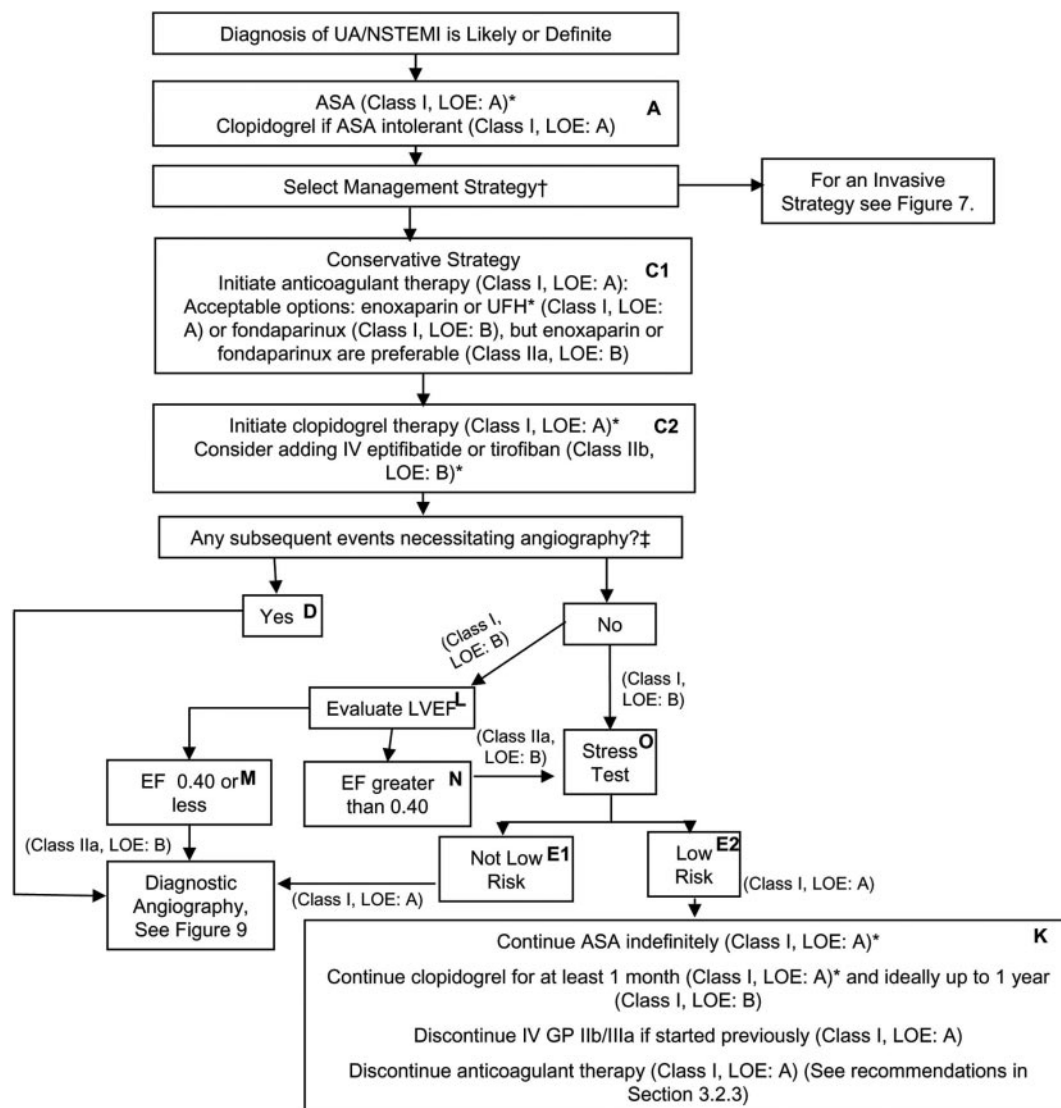 Diagnosis of UA/NSTEMI is Likely or Definite
ASA (Class I, LOE: A)*
A
Clopidogrel if ASA intolerant (Class I, LOE: A)
Select Management Strategy†
For an Invasive
Strategy see Figure 7.
Conservative Strategy
C1
Initiate anticoagulant therapy (Class I, LOE: A):
Acceptable options: enoxaparin or UFH* (Class I, LOE:
A) or fondaparinux (Class I, LOE: B), but enoxaparin or
fondaparinux are preferable (Class IIa, LOE: B)
Initiate clopidogrel therapy (Class I, LOE: A)*
C2
Consider adding IV eptifibatide or tirofiban (Class IIb,
LOE: B)*
Any subsequent events necessitating angiography?‡
Yes
D
No
(Class I,
LOE: B)
(Class I,
LOE: B)
Evaluate LVEF
L
(Class IIa,
LOE: B)
Stress
Test
O
EF 0.40 or
less
M
EF greater
than 0.40
N
(Class IIa, LOE: B)
Not Low
Risk
E1
Low
Risk
E2
(Class I, LOE: A)
(Class I, LOE: A)
Diagnostic
Angiography,
See Figure 9
Continue ASA indefinitely (Class I, LOE: A)*
K
Continue clopidogrel for at least 1 month (Class I, LOE: A)* and ideally up to 1 year
(Class I, LOE: B)
Discontinue IV GP IIb/IIIa if started previously (Class I, LOE: A)
Discontinue anticoagulant therapy (Class I, LOE: A) (See recommendations in
Section 3.2.3)